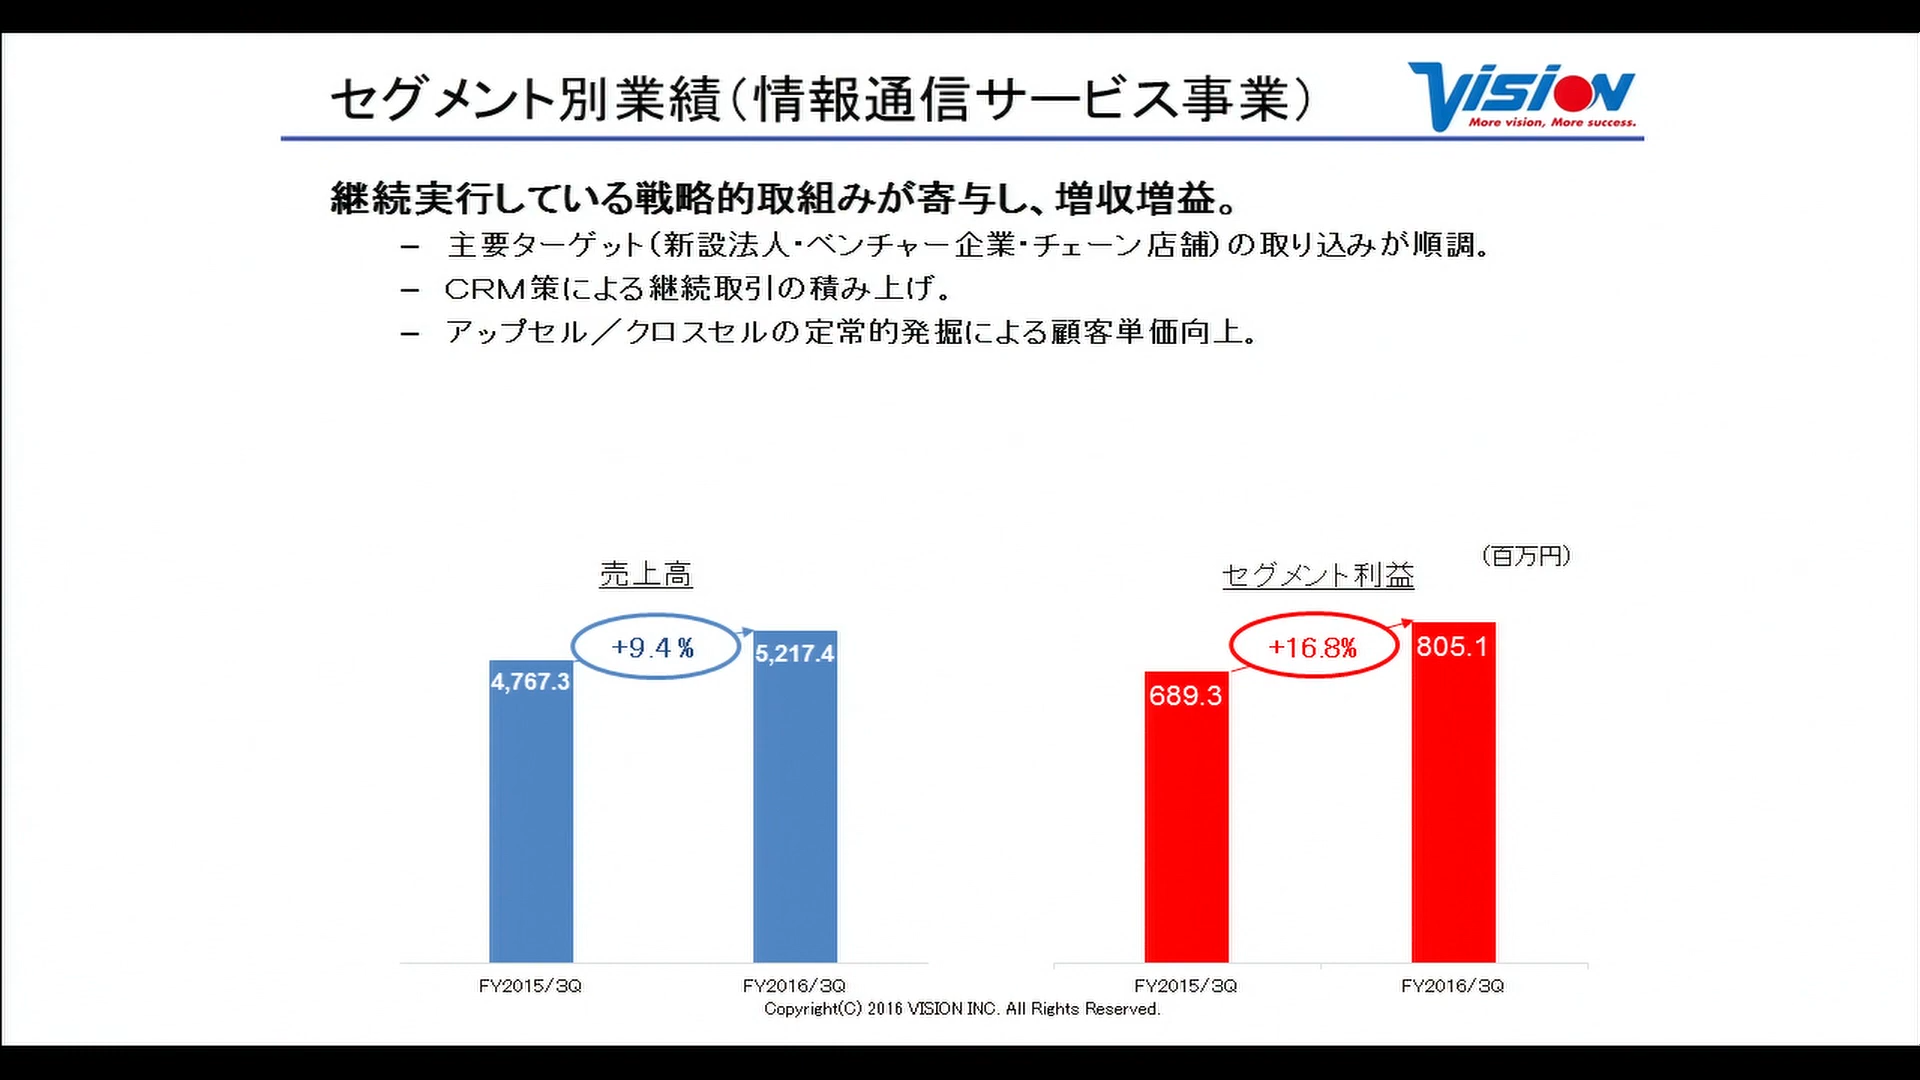 セグメント別業績（情報通信サービス事業）
VISION
More vision, More success.
継続実行している戦略的取組みが寄与し、増収増益。
– 主要ターゲット（新設法人・ベンチャー企業・チェーン店舗）の取り込みが順調。
– ＣＲＭ策による継続取引の積み上げ。
– アップセル／クロスセルの定常的発掘による顧客単価向上。
（百万円）
売上高
+9.4%
4,767.3
5,217.4
FY2015/3Q
FY2016/3Q
セグメント利益
+16.8%
689.3
805.1
FY2015/3Q
FY2016/3Q
Copyright(C) 2016 VISION INC. All Rights Reserved.